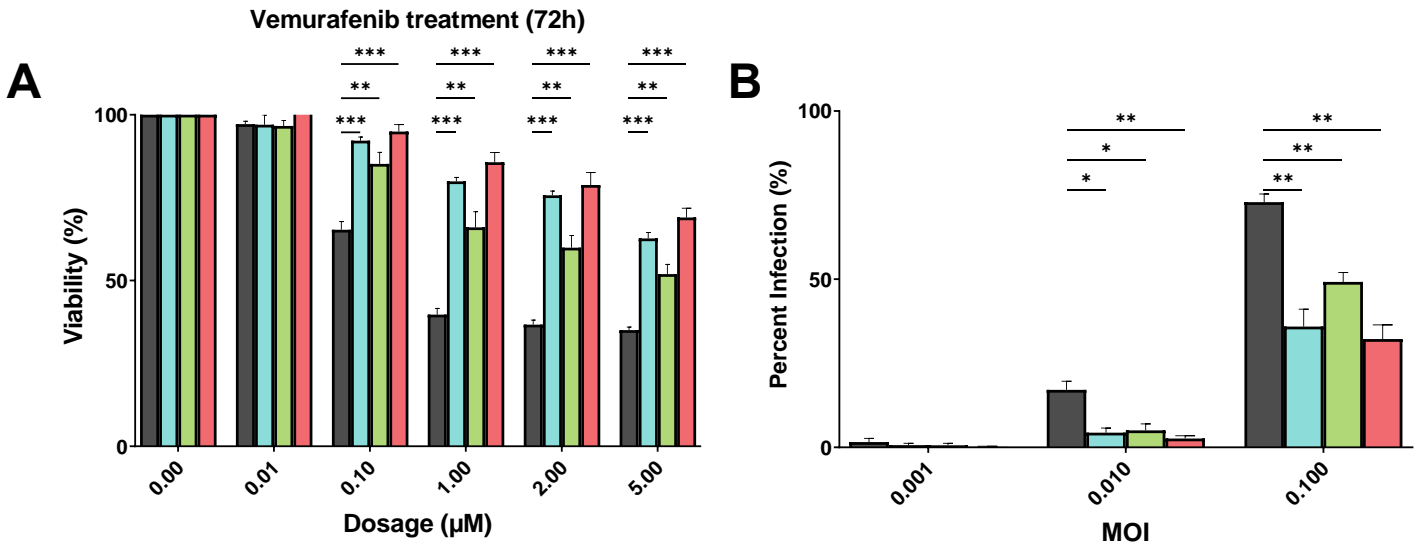 Vemurafenib treatment (72h)
A
*** *** *** ***
** ** ** **
*** *** *** ***
100
50
0
Viability (%)
0.00 0.01 0.10 1.00 2.00 5.00
Dosage (µM)
B
** **
* **
* **
100
50
0
Percent Infection (%)
0.001 0.010 0.100
MOI